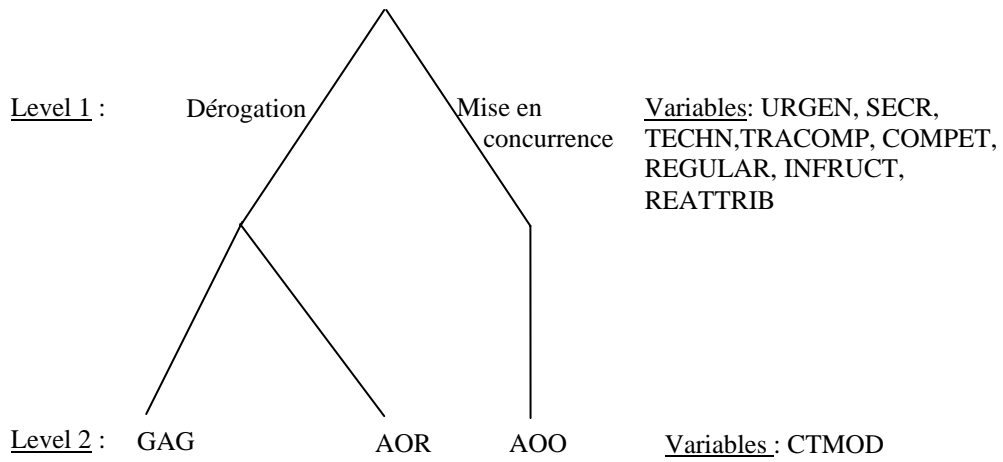 Level 1 :
Dérogation
Mise en
concurrence
Variables: URGEN, SECR,
TECHN,TRACOMP, COMPET,
REGULAR, INFRUCT,
REATTRIB
Level 2 :
GAG
AOR
AOO
Variables : CTMOD